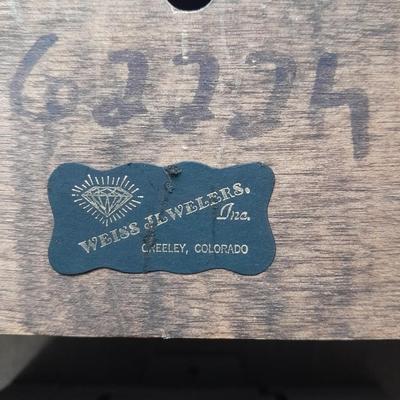 62224
WEISS JEWELERS,
Inc.
GREELEY, COLORADO